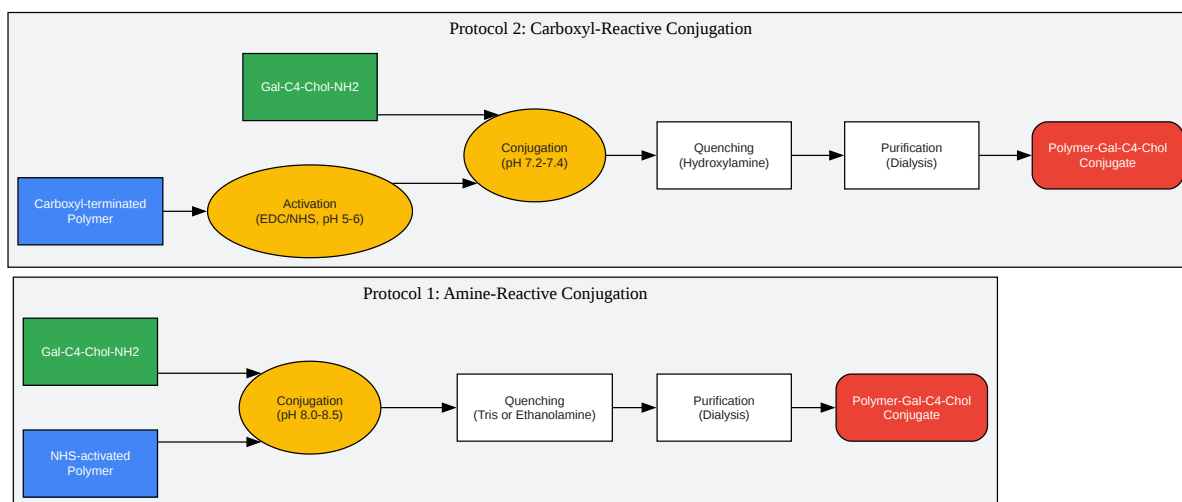 Protocol 2: Carboxyl-Reactive Conjugation
Gal-C4-Chol-NH2
Carboxyl-terminated
Polymer
Activation
(EDC/NHS, pH 5-6)
Conjugation
(pH 7.2-7.4)
Quenching
(Hydroxylamine)
Purification
(Dialysis)
Polymer-Gal-C4-Chol
Conjugate
Protocol 1: Amine-Reactive Conjugation
Gal-C4-Chol-NH2
NHS-activated
Polymer
Conjugation
(pH 8.0-8.5)
Quenching
(Tris or Ethanolamine)
Purification
(Dialysis)
Polymer-Gal-C4-Chol
Conjugate